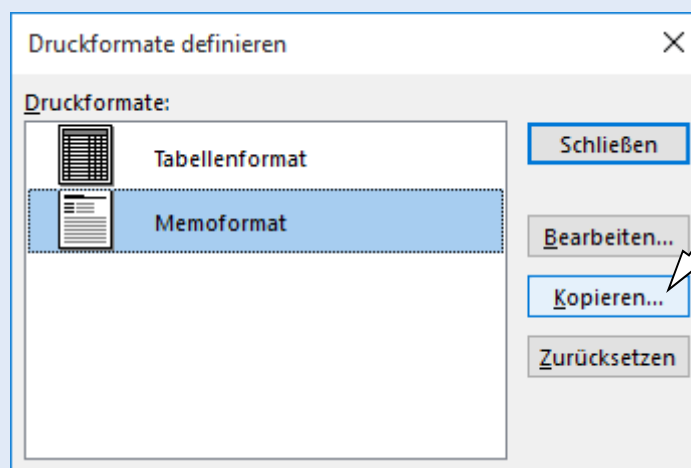 Druckformate definieren
Druckformate:
Tabellenformat
Memoformat
Schließen
Bearbeiten...
Kopieren...
Zurücksetzen